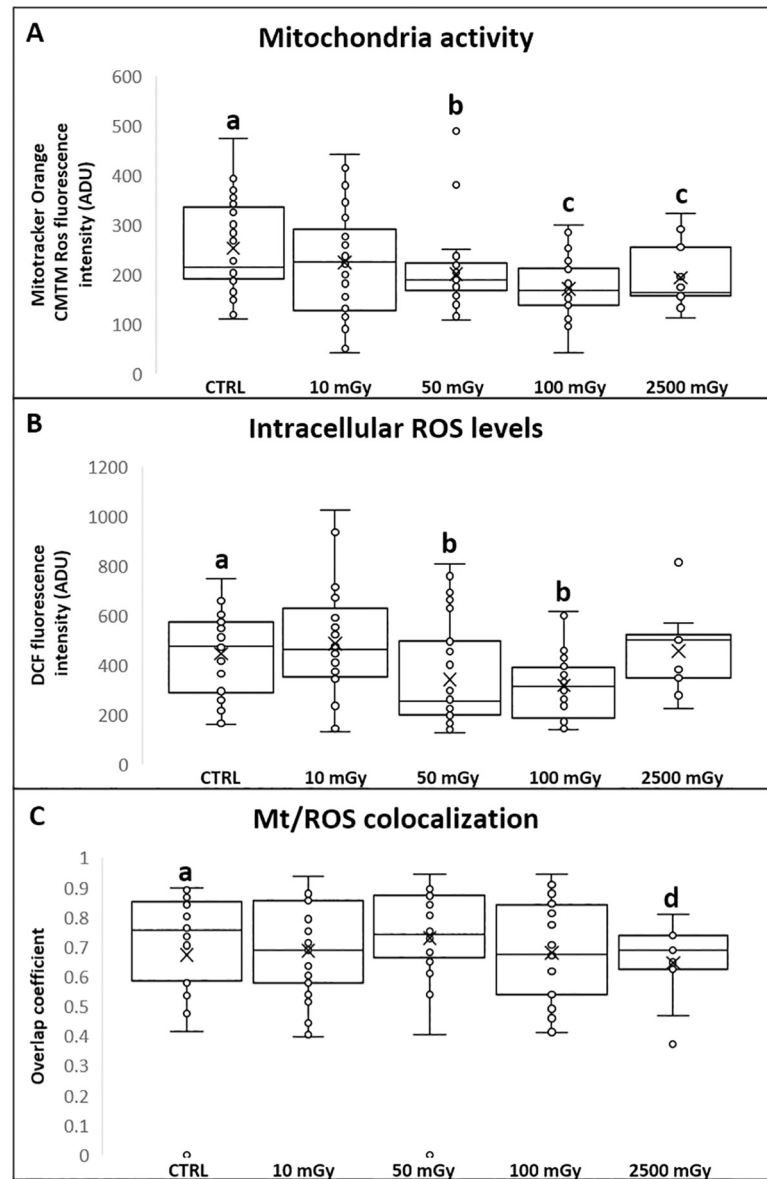 A
Mitochondria activity
Mitotracker Orange
CMTM Ros fluorescence
intensity (ADU)
600
500
400
300
200
100
0
a
b
c
c
CTRL 10 mGy 50 mGy 100 mGy 2500 mGy
B
Intracellular ROS levels
DCF fluorescence
intensity (ADU)
1200
1000
800
600
400
200
0
a
b
b
CTRL 10 mGy 50 mGy 100 mGy 2500 mGy
C
Mt/ROS colocalization
Overlap coefficient
1
0.9
0.8
0.7
0.6
0.5
0.4
0.3
0.2
0.1
0
a
d
CTRL 10 mGy 50 mGy 100 mGy 2500 mGy